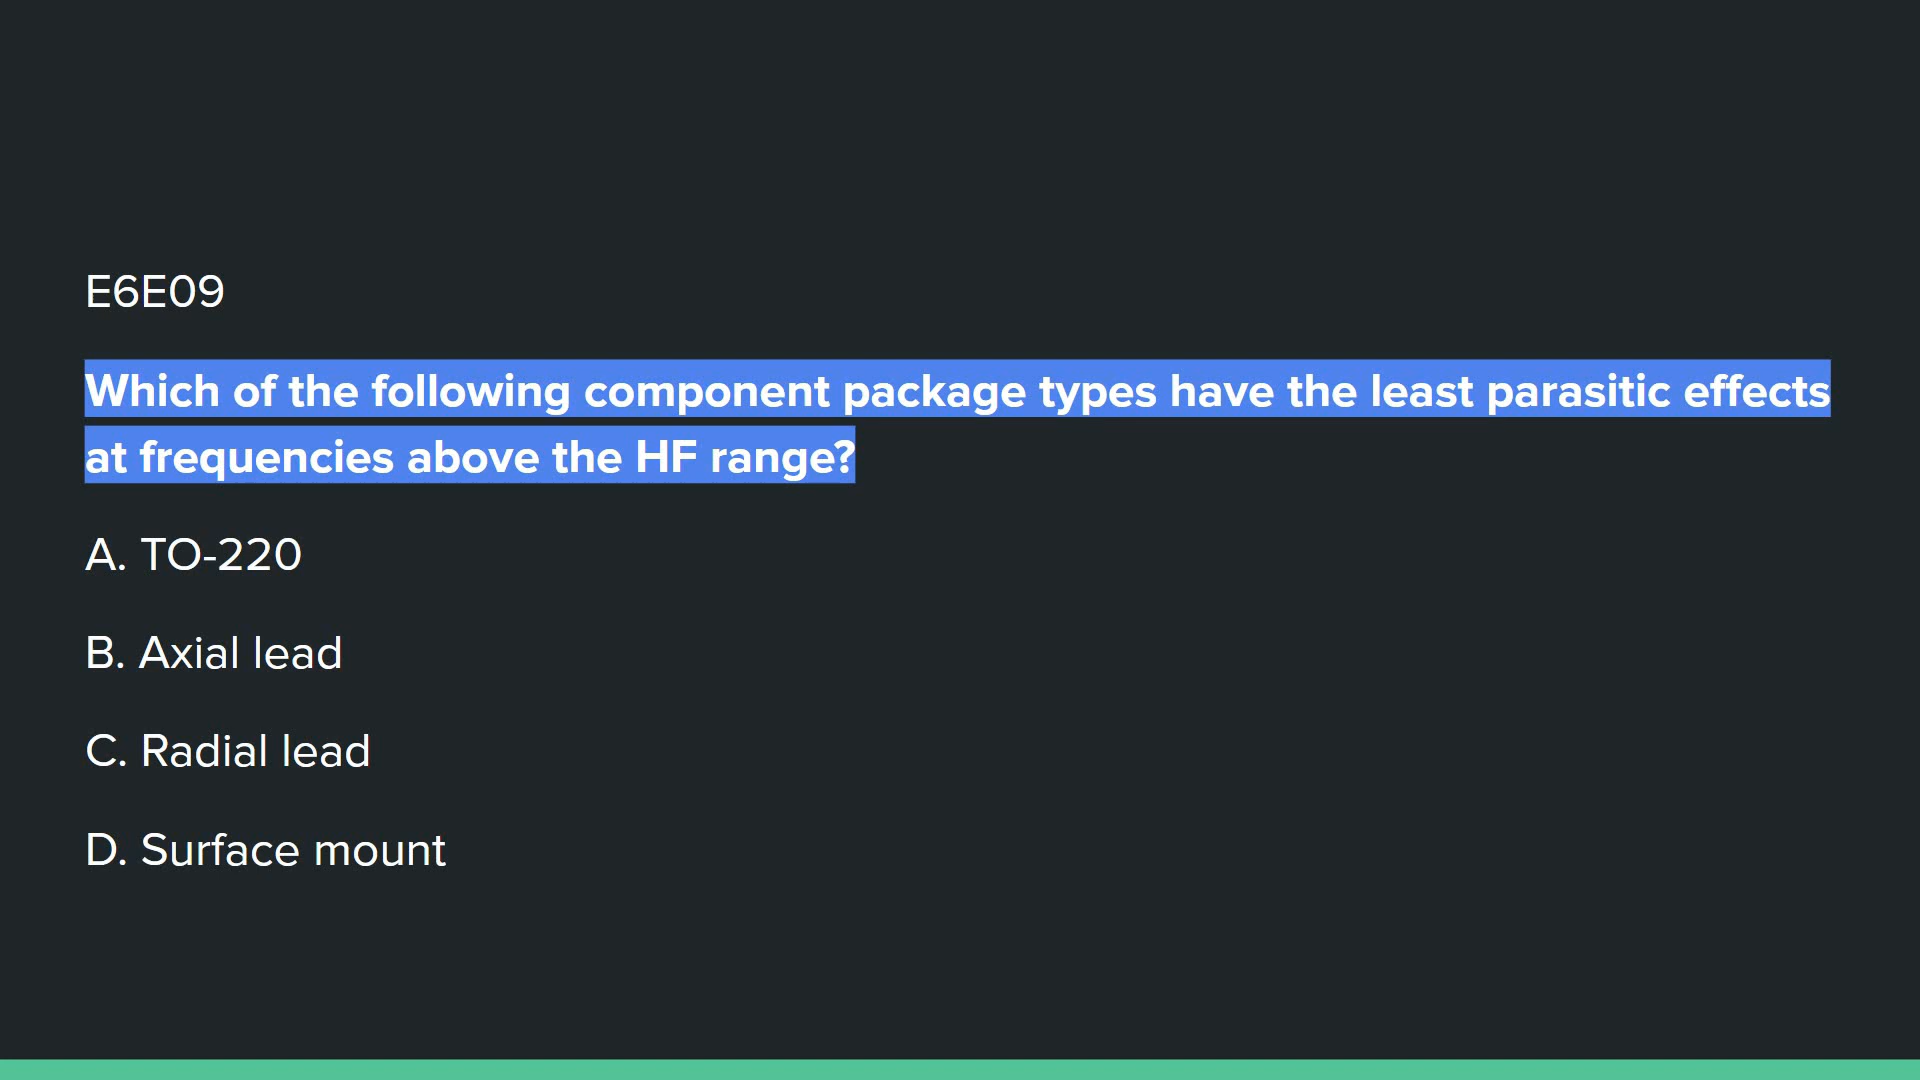 E6E09
Which of the following component package types have the least parasitic effects
at frequencies above the HF range?
A. TO-220
B. Axial lead
C. Radial lead
D. Surface mount